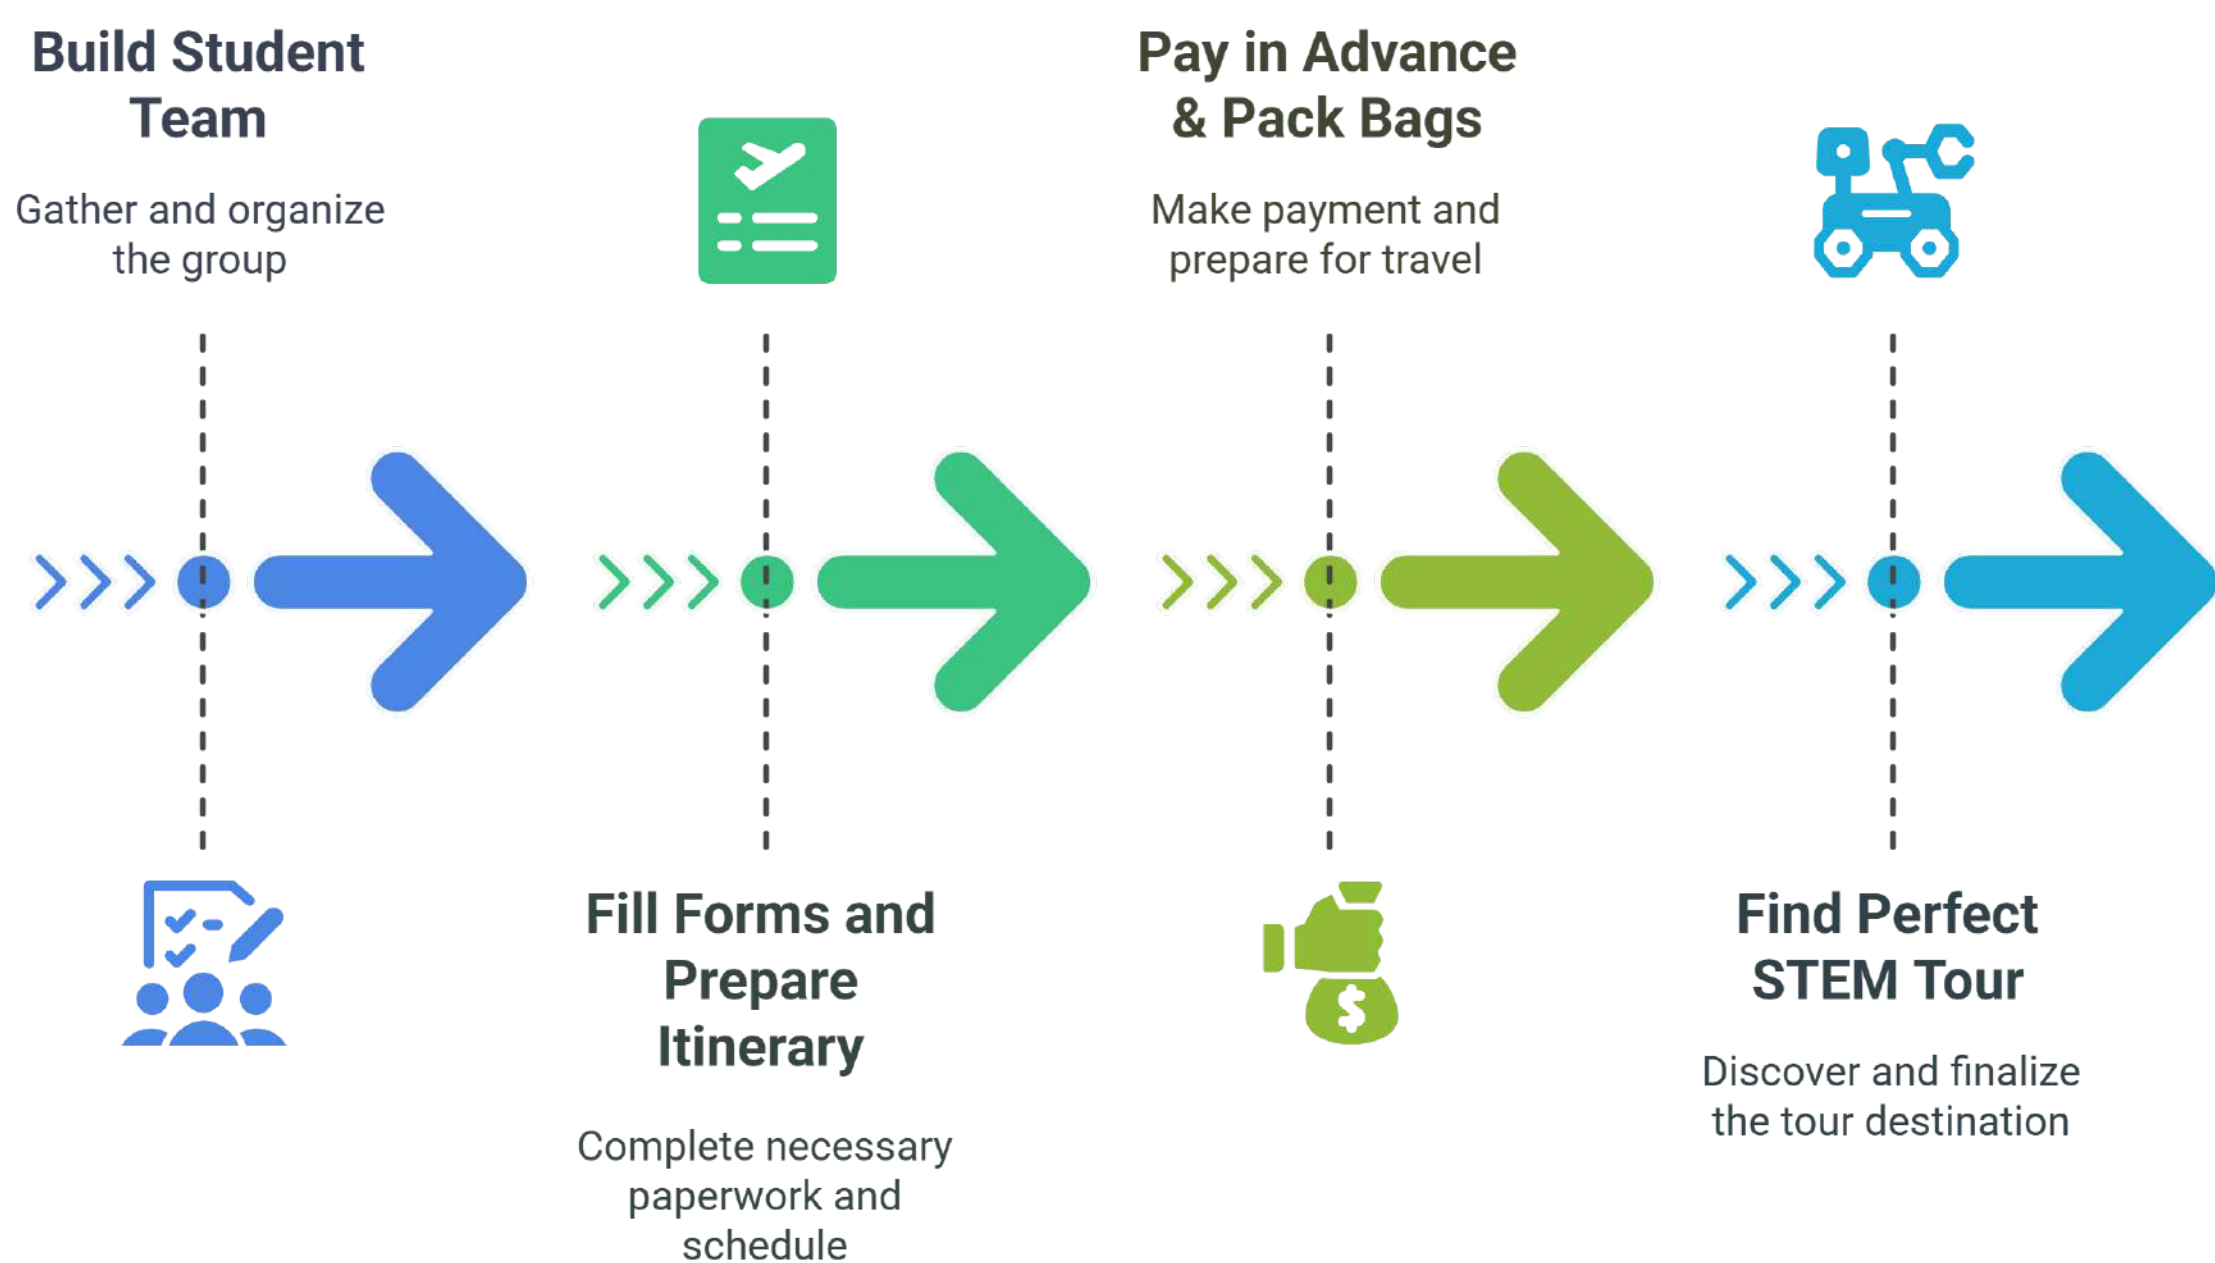 Build Student
Team
Gather and organize
the group
Fill Forms and
Prepare
Itinerary
Complete necessary
paperwork and
schedule
Pay in Advance
& Pack Bags
Make payment and
prepare for travel
$
Find Perfect
STEM Tour
Discover and finalize
the tour destination